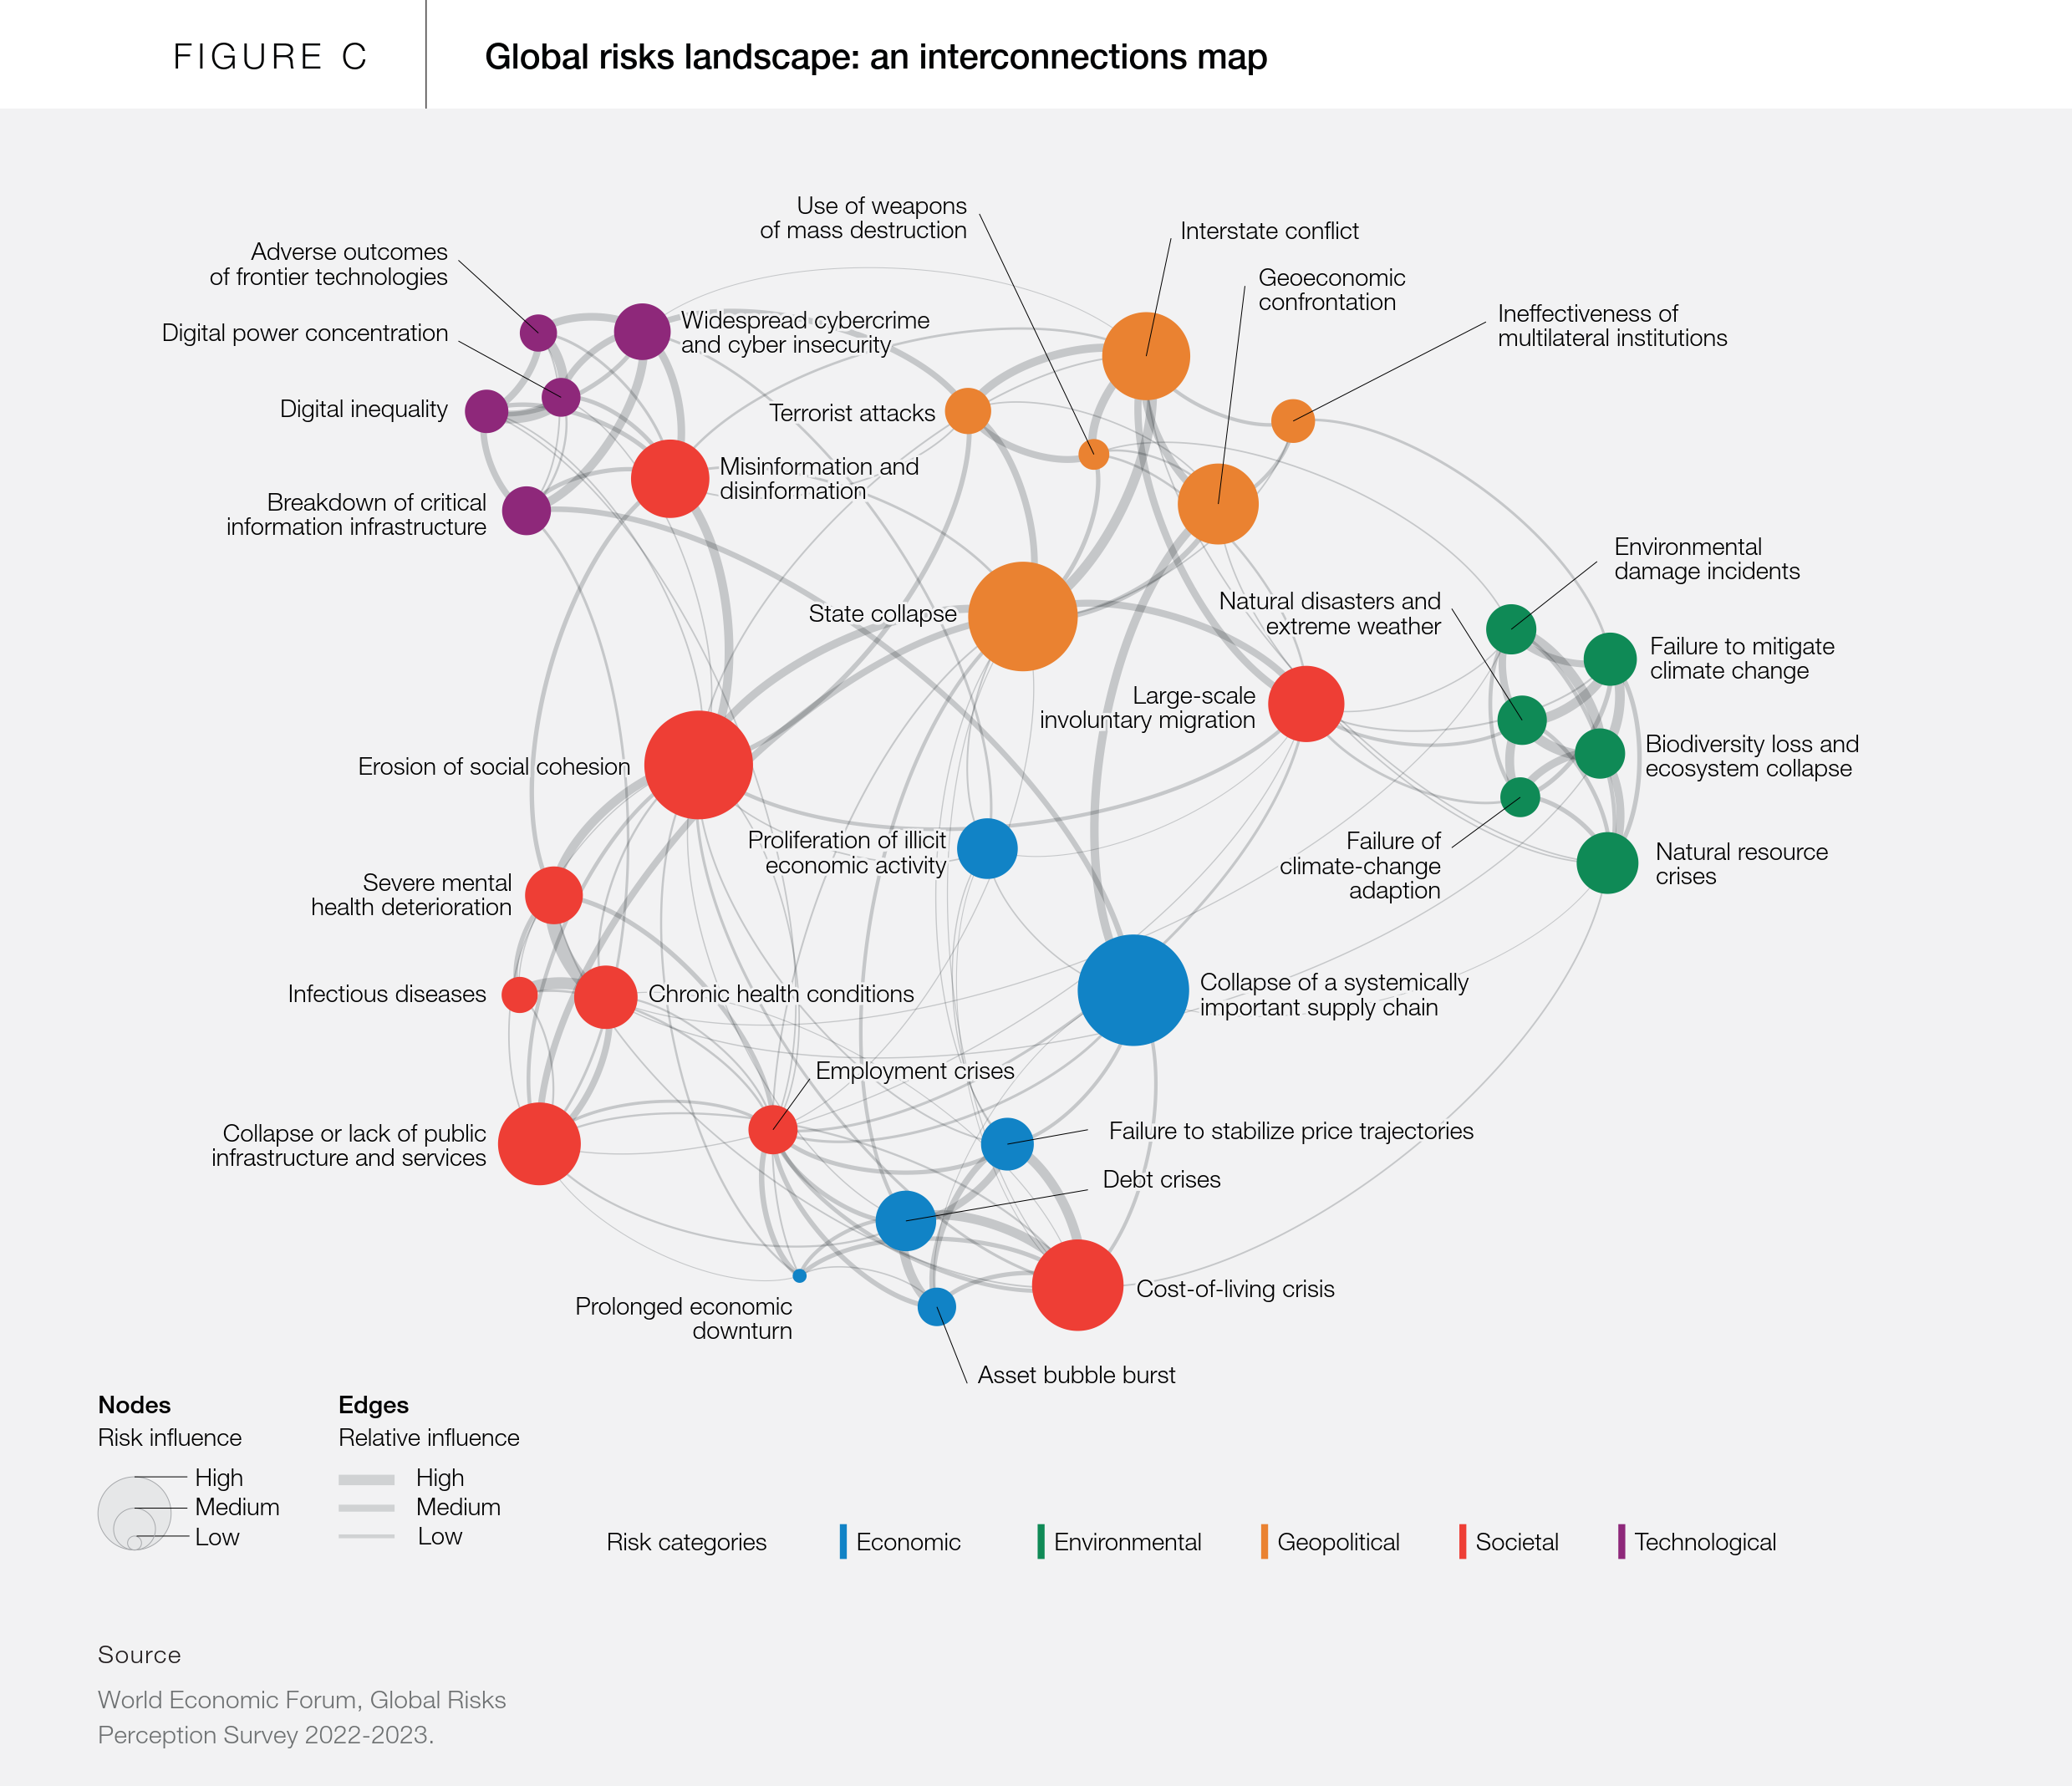 FIGURE C
Global risks landscape: an interconnections map
Use of weapons
of mass destruction
Interstate conflict
Adverse outcomes
of frontier technologies
Geoeconomic
confrontation
Digital power concentration
Widespread cybercrime
and cyber insecurity
Ineffectiveness of
multilateral institutions
Digital inequality
Terrorist attacks
Misinformation and
disinformation
Breakdown of critical
information infrastructure
Environmental
damage incidents
State collapse
Natural disasters and
extreme weather
Failure to mitigate
climate change
Large-scale
involuntary migration
Biodiversity loss and
ecosystem collapse
Erosion of social cohesion
Proliferation of illicit
economic activity
Failure of
climate-change
adaption
Natural resource
crises
Severe mental
health deterioration
Infectious diseases
Chronic health conditions
Collapse of a systemically
important supply chain
Employment crises
Collapse or lack of public
infrastructure and services
Failure to stabilize price trajectories
Debt crises
Cost-of-living crisis
Prolonged economic
downturn
Asset bubble burst
Nodes
Risk influence
High
Medium
Low
Edges
Relative influence
High
Medium
Low
Risk categories
Economic
Environmental
Geopolitical
Societal
Technological
Source
World Economic Forum, Global Risks
Perception Survey 2022-2023.